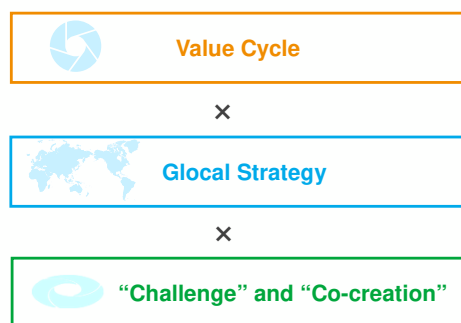 Value Cycle
×
Glocal Strategy
×
“Challenge” and “Co-creation”